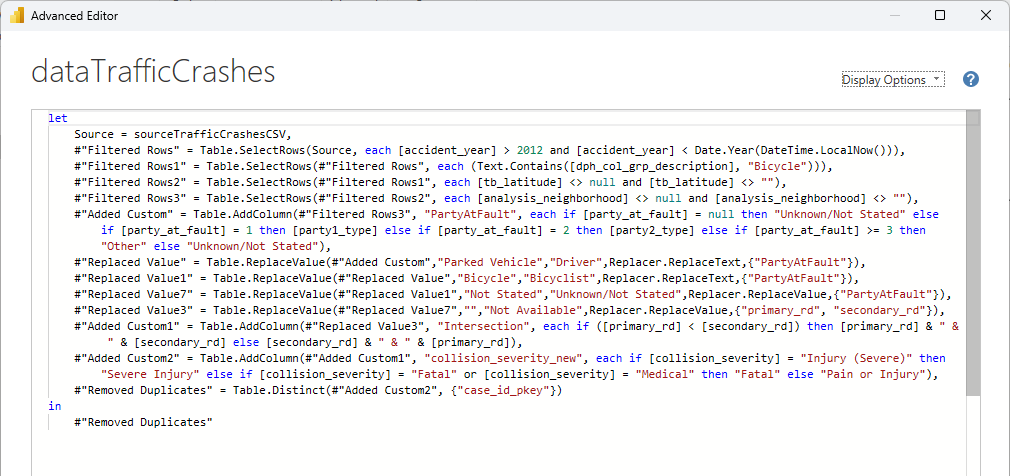 Advanced Editor
dataTrafficCrashes
Display Options
let
Source = sourceTrafficCrashesCSV,
#"Filtered Rows" = Table.SelectRows(Source, each [accident_year] > 2012 and [accident_year] < Date.Year(DateTime.LocalNow())),
#"Filtered Rows1" = Table.SelectRows(#"Filtered Rows", each (Text.Contains([dph_col_grp_description], "Bicycle"))),
#"Filtered Rows2" = Table.SelectRows(#"Filtered Rows1", each [tb_latitude] <> null and [tb_latitude] <> ""),
#"Filtered Rows3" = Table.SelectRows(#"Filtered Rows2", each [analysis_neighborhood] <> null and [analysis_neighborhood] <> ""),
#"Added Custom" = Table.AddColumn(#"Filtered Rows3", "PartyAtFault", each if [party_at_fault] = null then "Unknown/Not Stated" else
if [party_at_fault] = 1 then [party1_type] else if [party_at_fault] = 2 then [party2_type] else if [party_at_fault] >= 3 then
"Other" else "Unknown/Not Stated"),
#"Replaced Value" = Table.ReplaceValue(#"Added Custom","Parked Vehicle","Driver",Replacer.ReplaceText,{"PartyAtFault"}),
#"Replaced Value1" = Table.ReplaceValue(#"Replaced Value","Bicycle","Bicyclist",Replacer.ReplaceText,{"PartyAtFault"}),
#"Replaced Value7" = Table.ReplaceValue(#"Replaced Value1","Not Stated","Unknown/Not Stated",Replacer.ReplaceValue,{"PartyAtFault"}),
#"Replaced Value3" = Table.ReplaceValue(#"Replaced Value7","","Not Available",Replacer.ReplaceValue,{"primary_rd", "secondary_rd"}),
#"Added Custom1" = Table.AddColumn(#"Replaced Value3", "Intersection", each if ([primary_rd] < [secondary_rd]) then [primary_rd] & " &
" & [secondary_rd] else [secondary_rd] & " & " & [primary_rd]),
#"Added Custom2" = Table.AddColumn(#"Added Custom1", "collision_severity_new", each if [collision_severity] = "Injury (Severe)" then
"Severe Injury" else if [collision_severity] = "Fatal" or [collision_severity] = "Medical" then "Fatal" else "Pain or Injury"),
#"Removed Duplicates" = Table.Distinct(#"Added Custom2", {"case_id_pkey"})
in
#"Removed Duplicates"